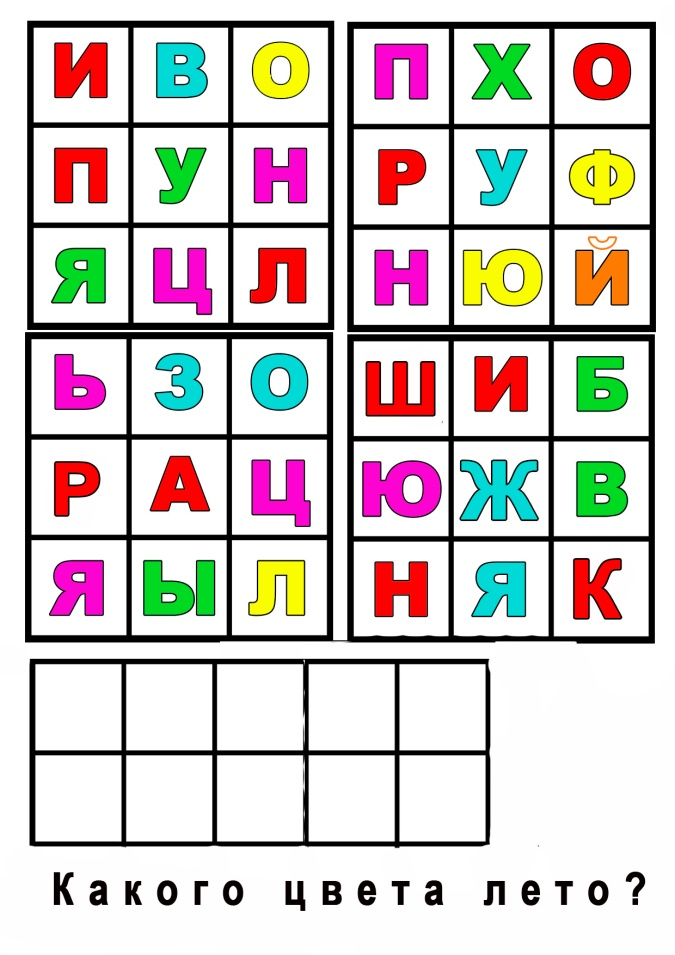 И В О
П У Н
Я Ц Л
П Х О
Р У Ф
Н Ю Й
Ь З О
Р А Ц
Я Ы Л
Ш И Б
Ю Ж В
Н Я К
Какого цвета лето?